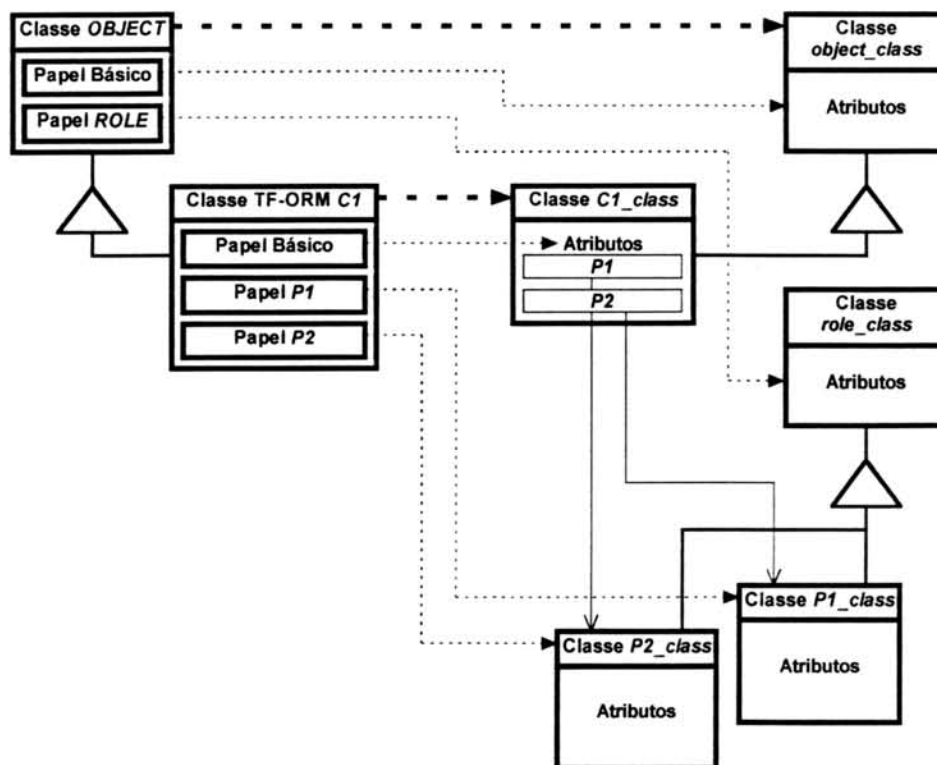 Classe OBJECT
Papel Básico
Papel ROLE
Classe
object_class
Atributos
Classe TF-ORM C1
Papel Básico
Papel P1
Papel P2
Classe C1_class
Atributos
P1
P2
Classe
role_class
Atributos
Classe P1_class
Atributos
Classe P2_class
Atributos